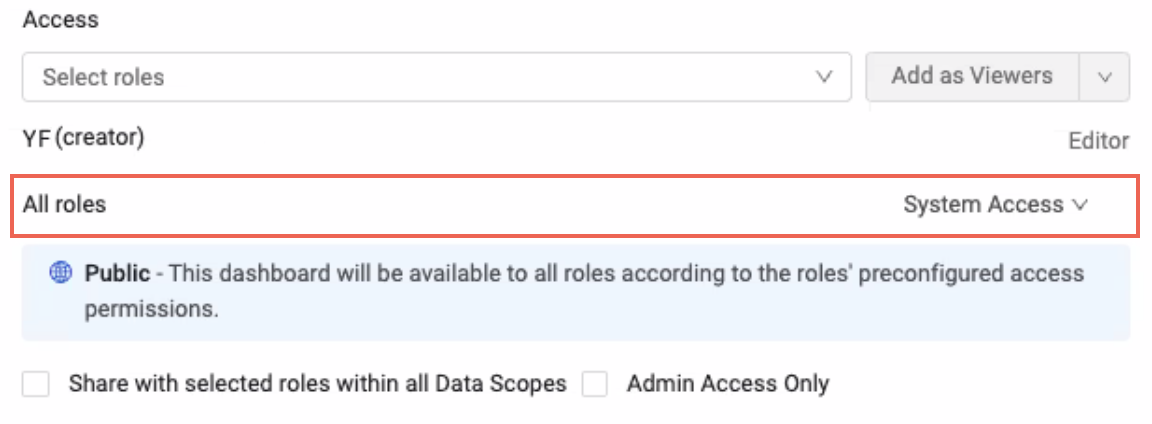 Access
Select roles
Add as Viewers
YF (creator)
Editor
All roles
System Access
Public - This dashboard will be available to all roles according to the roles' preconfigured access
permissions.
Share with selected roles within all Data Scopes
Admin Access Only